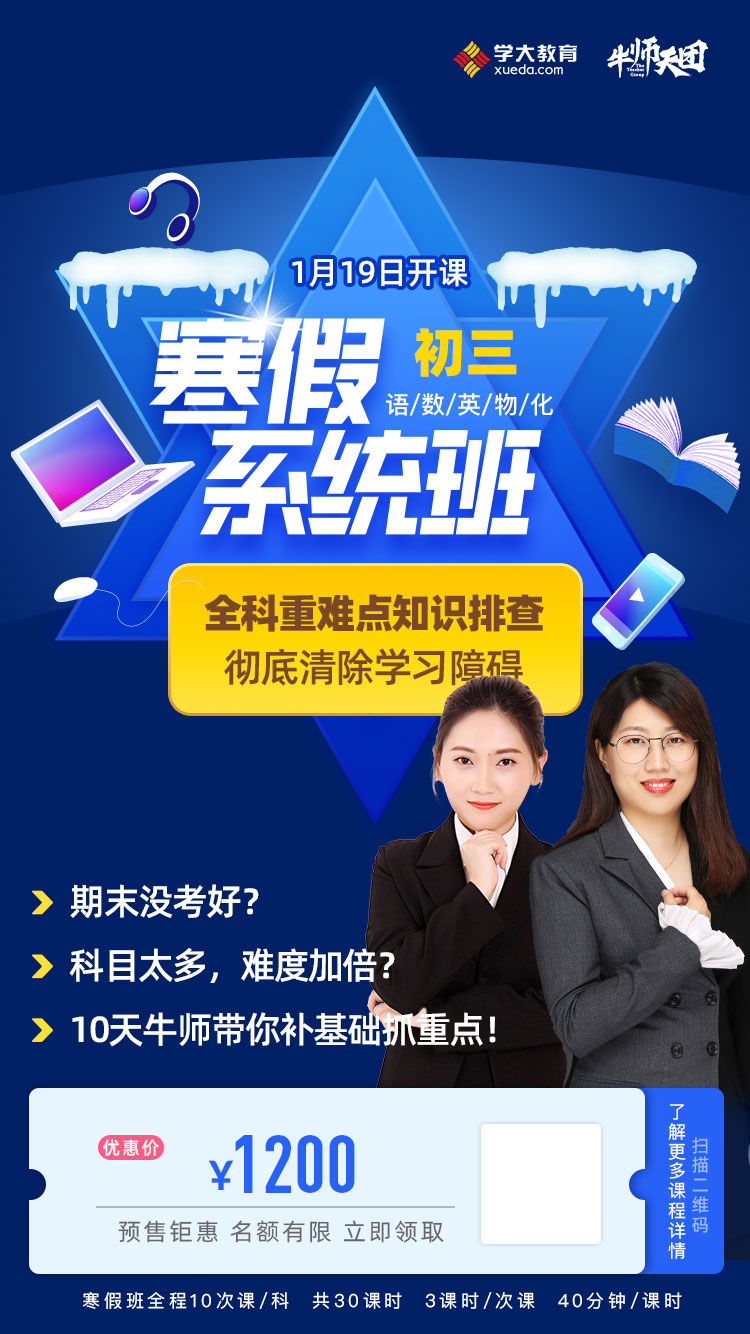 学大教育
xueda.com
牛师天团
The Teacher Group
1月19日开课
寒假
初三
语/数/英/物/化
系统班
全科重难点知识排查
彻底清除学习障碍
期末没考好？
科目太多，难度加倍？
10天牛师带你补基础抓重点！
优惠价
¥1200
预售钜惠 名额有限 立即领取
扫描二维码
了解更多课程详情
寒假班全程10次课/科 共30课时 3课时/次课 40分钟/课时